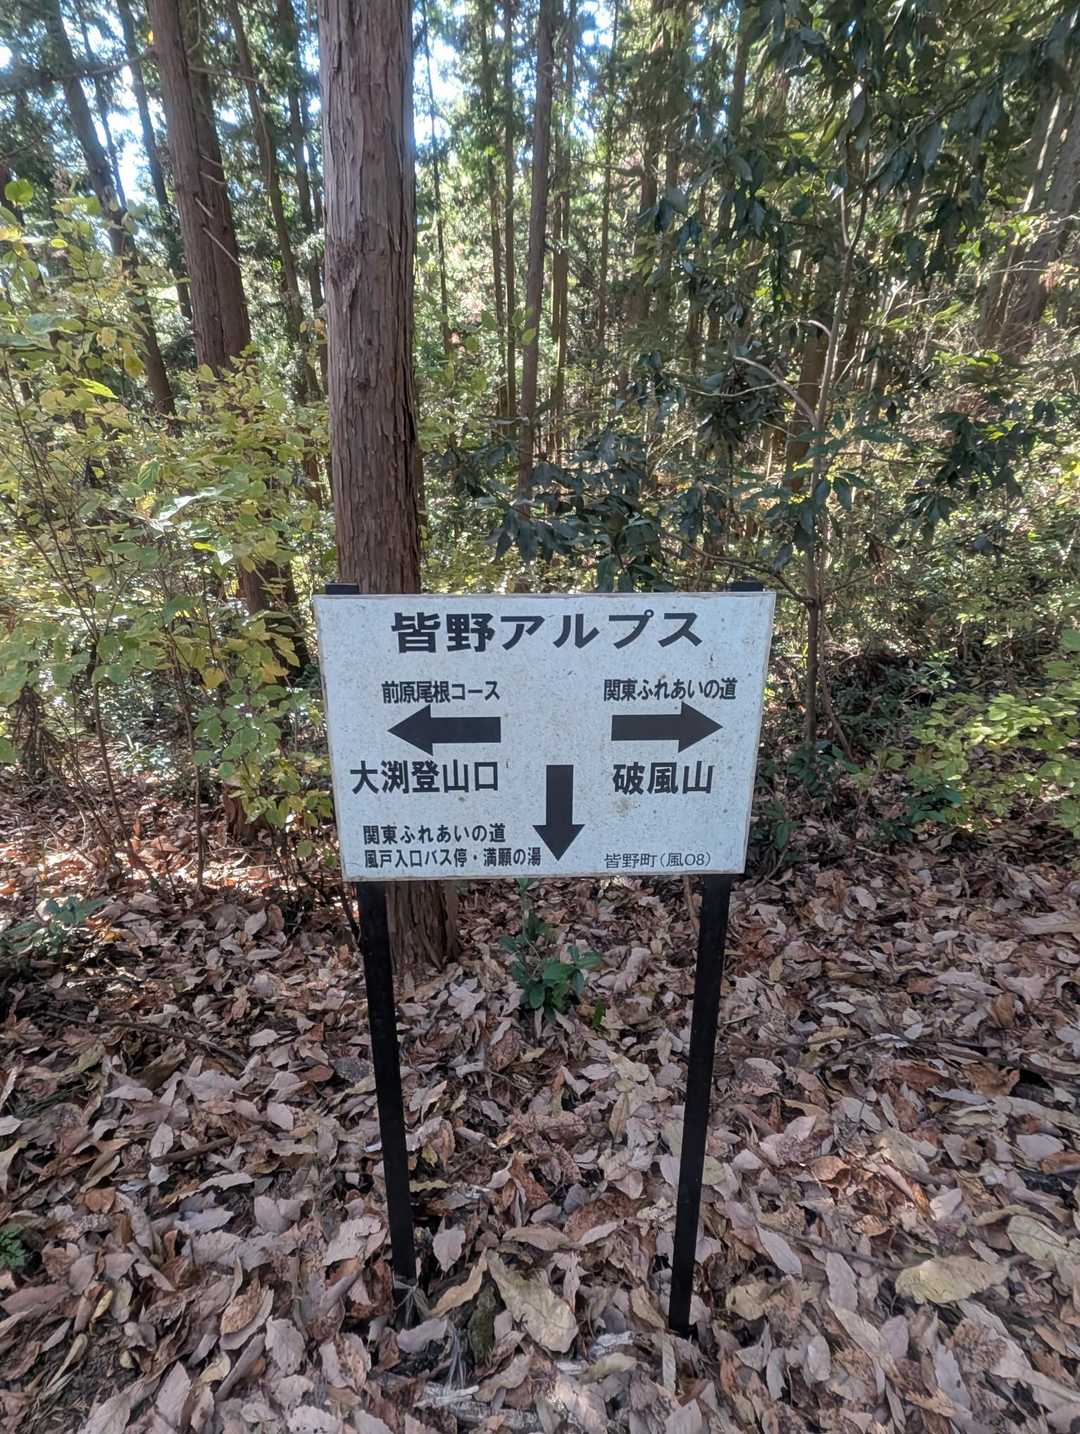 皆野アルプス
前原尾根コース
関東ふれあいの道
大渕登山口
破風山
関東ふれあいの道
風戸入口バス停・満願の湯
皆野町(風08)